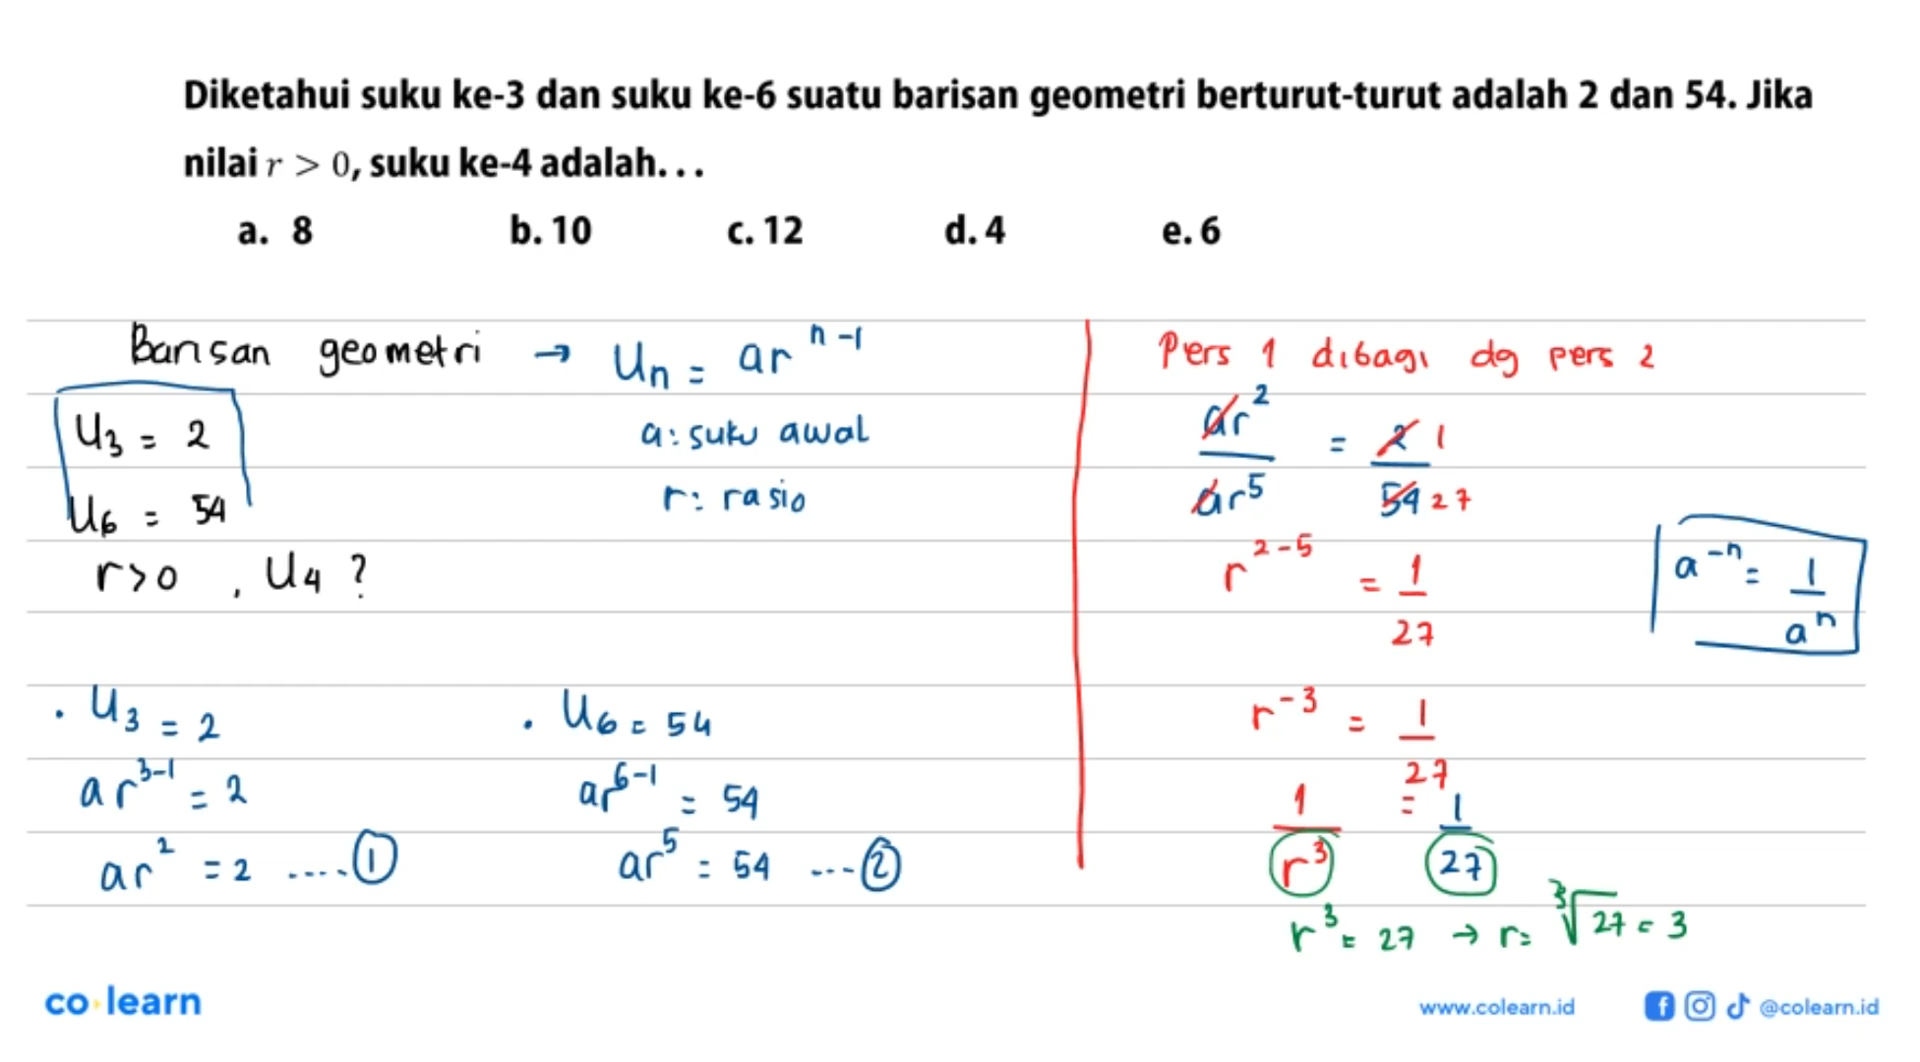 Diketahui suku ke-3 dan suku ke-6 suatu barisan geometri berturut-turut adalah 2 dan 54. Jika
nilai r > 0, suku ke-4 adalah...
a. 8 b. 10 c. 12 d. 4 e. 6
Barisan geometri → Un = ar^(n-1)
U3 = 2
a: suku awal
U6 = 54
r: rasio
r>0 , U4 ?
. U3 = 2
ar^(3-1) = 2
ar^2 = 2 ....①
. U6 = 54
ar^(6-1) = 54
ar^5 = 54 ...②
Pers 1 dibagi dg pers 2
ar^2/ar^5 = 2/54 1/27
r^(2-5) = 1/27
a^-n = 1/a^n
r^-3 = 1/27
1/r^3 = 1/27
r^3 = 27 → r = ³√27 = 3
co learn
www.colearn.id
@colearn.id